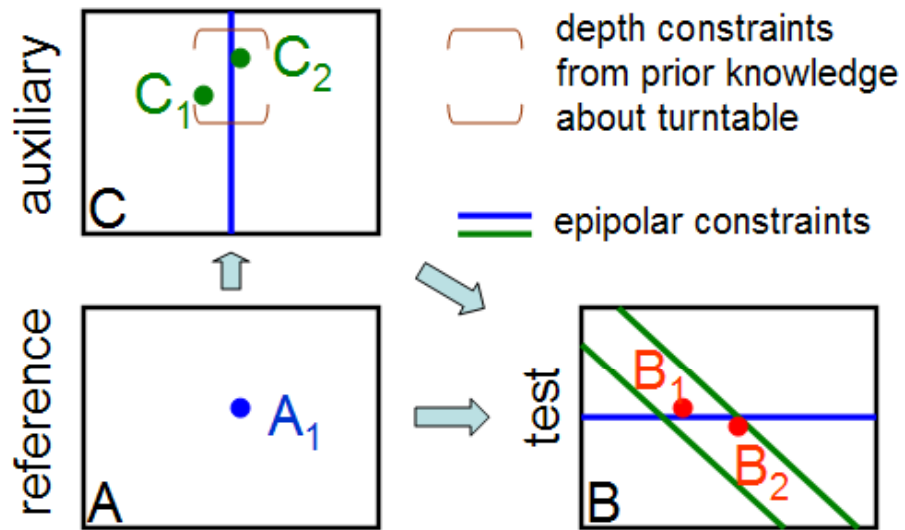 auxiliary
C₁
C₂
C
depth constraints
from prior knowledge
about turntable
epipolar constraints
reference
A₁
A
test
B₁
B₂
B